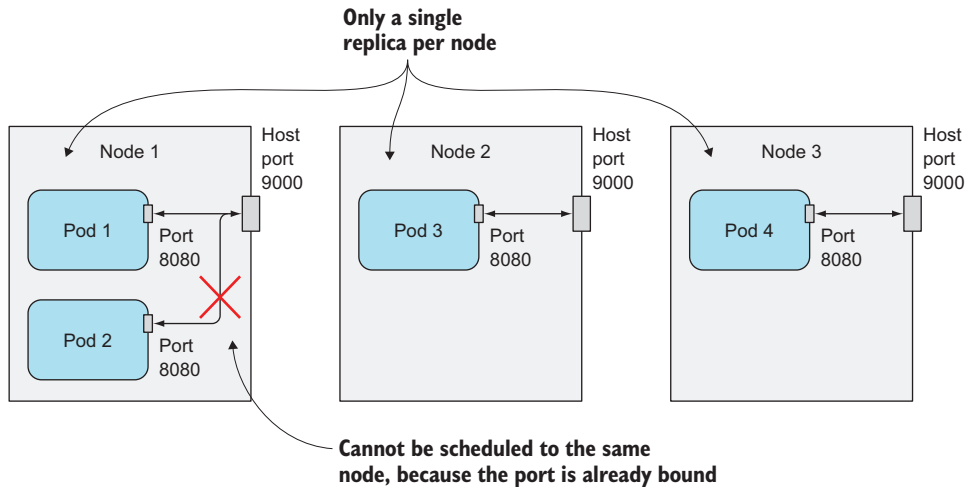 Only a single
replica per node
Node 1
Host
port
9000
Pod 1
Port
8080
Pod 2
Port
8080
Node 2
Host
port
9000
Pod 3
Port
8080
Node 3
Host
port
9000
Pod 4
Port
8080
Cannot be scheduled to the same
node, because the port is already bound